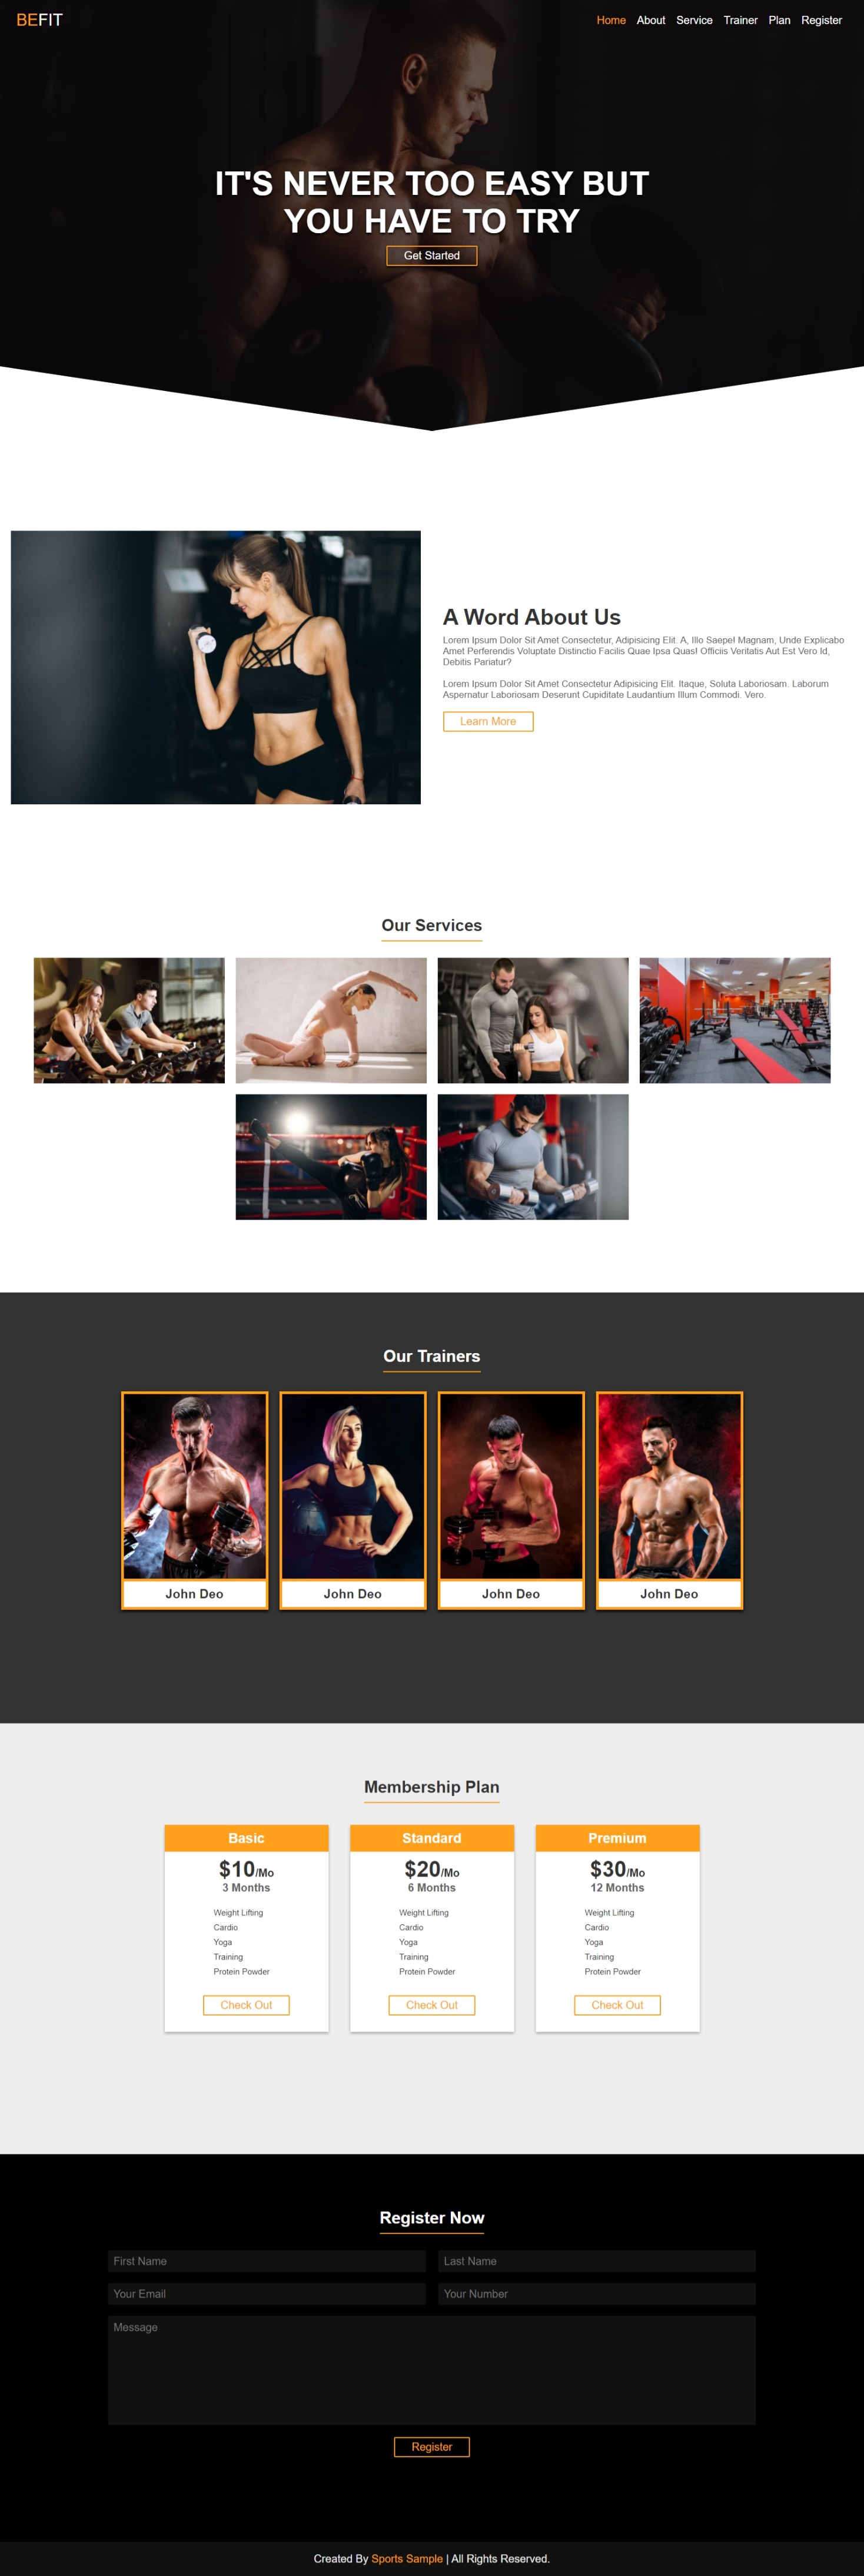 BEFIT
Home About Service Trainer Plan Register
IT'S NEVER TOO EASY BUT
YOU HAVE TO TRY
Get Started
A Word About Us
Lorem Ipsum Dolor Sit Amet Consectetur, Adipisicing Elit. A, Illo Saepe! Magnam, Unde Explicabo
Amet Perferendis Voluptate Distinctio Facilis Quae Ipsa Quas! Officiis Veritatis Aut Est Vero Id,
Debitis Pariatur?
Lorem Ipsum Dolor Sit Amet Consectetur Adipisicing Elit. Itaque, Soluta Laboriosam. Laborum
Aspernatur Laboriosam Deserunt Cupiditate Laudantium Illum Commodi. Vero.
Learn More
Our Services
Our Trainers
John Deo
John Deo
John Deo
John Deo
Membership Plan
Basic
$10/Mo
3 Months
Weight Lifting
Cardio
Yoga
Training
Protein Powder
Check Out
Standard
$20/Mo
6 Months
Weight Lifting
Cardio
Yoga
Training
Protein Powder
Check Out
Premium
$30/Mo
12 Months
Weight Lifting
Cardio
Yoga
Training
Protein Powder
Check Out
Register Now
First Name
Last Name
Your Email
Your Number
Message
Register
Created By Sports Sample | All Rights Reserved.